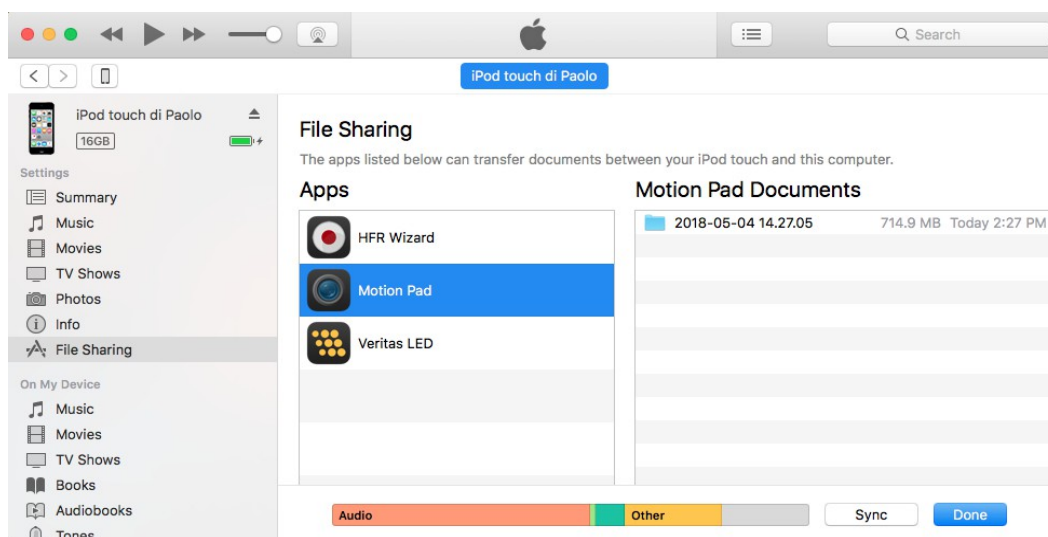 Search
iPod touch di Paolo
iPod touch di Paolo
16GB
Settings
Summary
Music
Movies
TV Shows
Photos
Info
File Sharing
On My Device
Music
Movies
TV Shows
Books
Audiobooks
Tones
File Sharing
The apps listed below can transfer documents between your iPod touch and this computer.
Apps
HFR Wizard
Motion Pad
Veritas LED
Motion Pad Documents
2018-05-04 14.27.05 714.9 MB Today 2:27 PM
Audio Other Sync Done